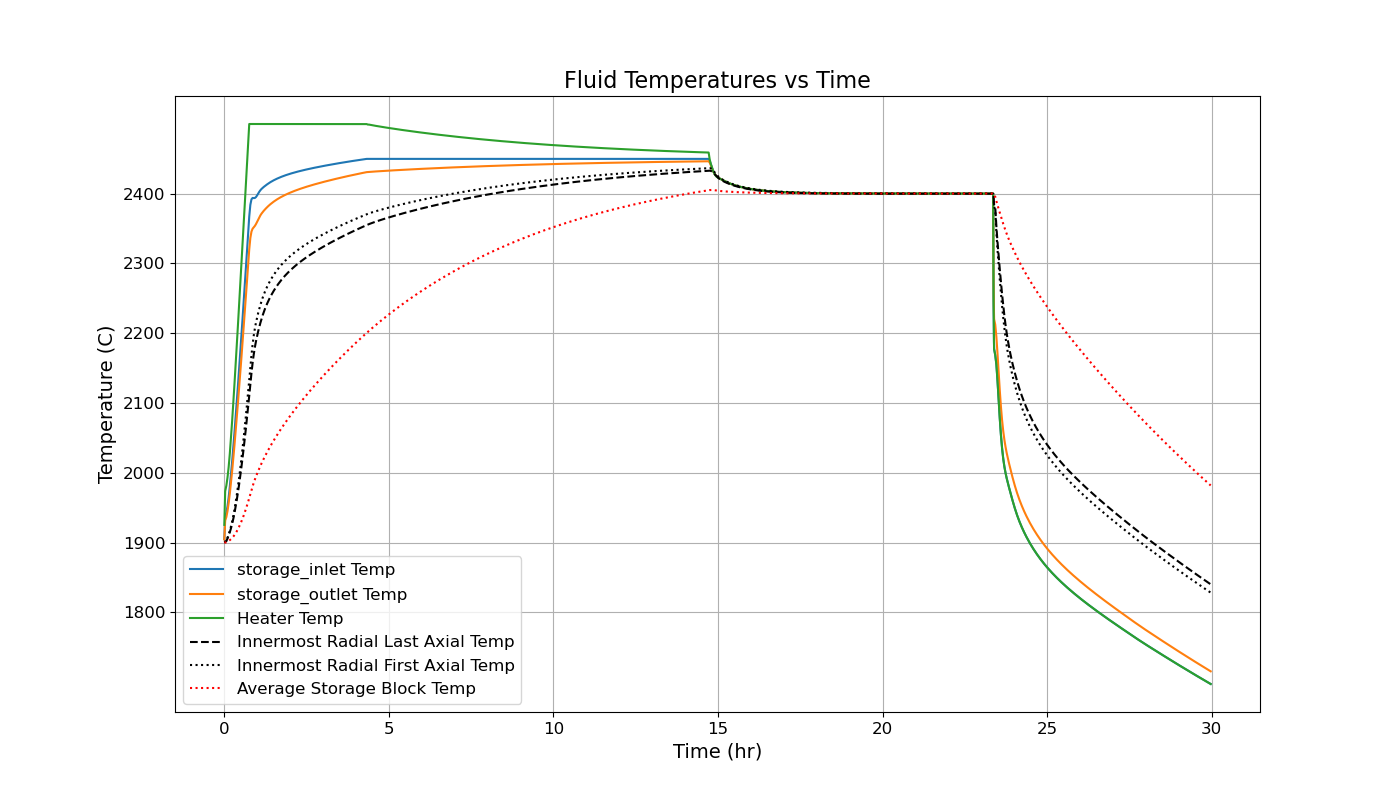 Fluid Temperatures vs Time
Temperature (C)
2400
2300
2200
2100
2000
1900
1800
storage_inlet Temp
storage_outlet Temp
Heater Temp
Innermost Radial Last Axial Temp
Innermost Radial First Axial Temp
Average Storage Block Temp
0 5 10 15 20 25 30
Time (hr)